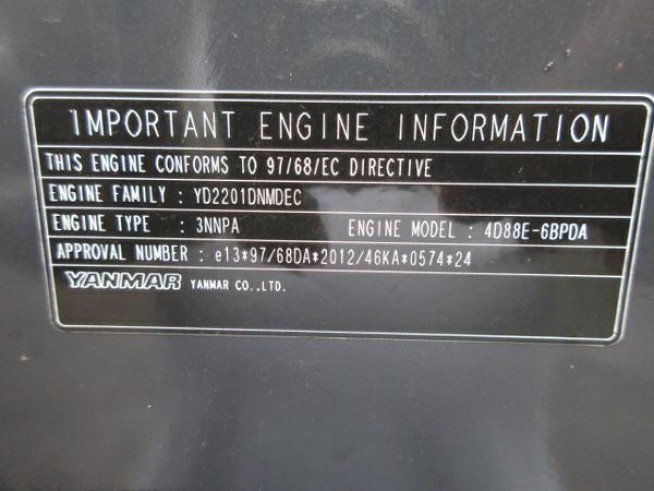 IMPORTANT ENGINE INFORMATION
THIS ENGINE CONFORMS TO 97/68/EC DIRECTIVE
ENGINE FAMILY : YD2201DNMDEC
ENGINE TYPE : 3NNPA ENGINE MODEL : 4D88E-6BPDA
APPROVAL NUMBER : e13*97/68DA*2012/46KA*0574*24
YANMAR YANMAR CO.,LTD.